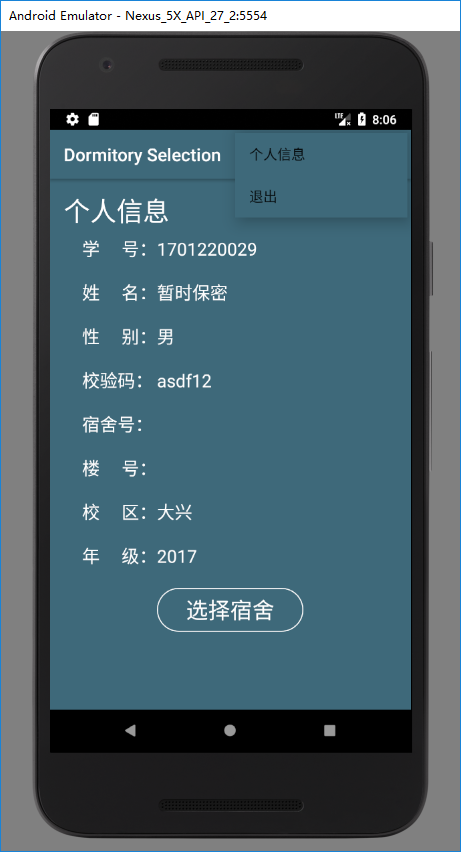 Android Emulator - Nexus_5X_API_27_2:5554
LTE 8:06
Dormitory Selection
个人信息
退出
个人信息
学 号：1701220029
姓 名：暂时保密
性 别：男
校验码： asdf12
宿舍号：
楼 号：
校 区：大兴
年 级：2017
选择宿舍